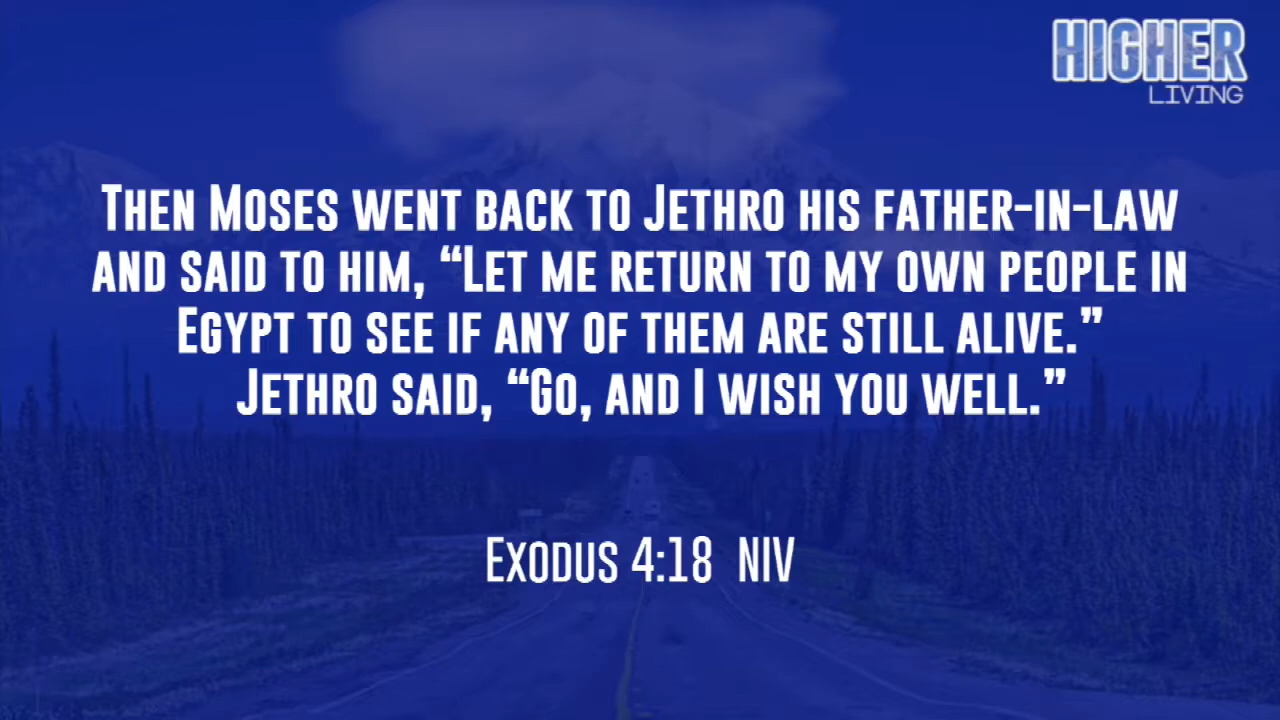 HIGHER
LIVING
Then Moses went back to Jethro his father-in-law
and said to him, “Let me return to my own people in
Egypt to see if any of them are still alive.”
Jethro said, “Go, and I wish you well.”
Exodus 4:18 NIV